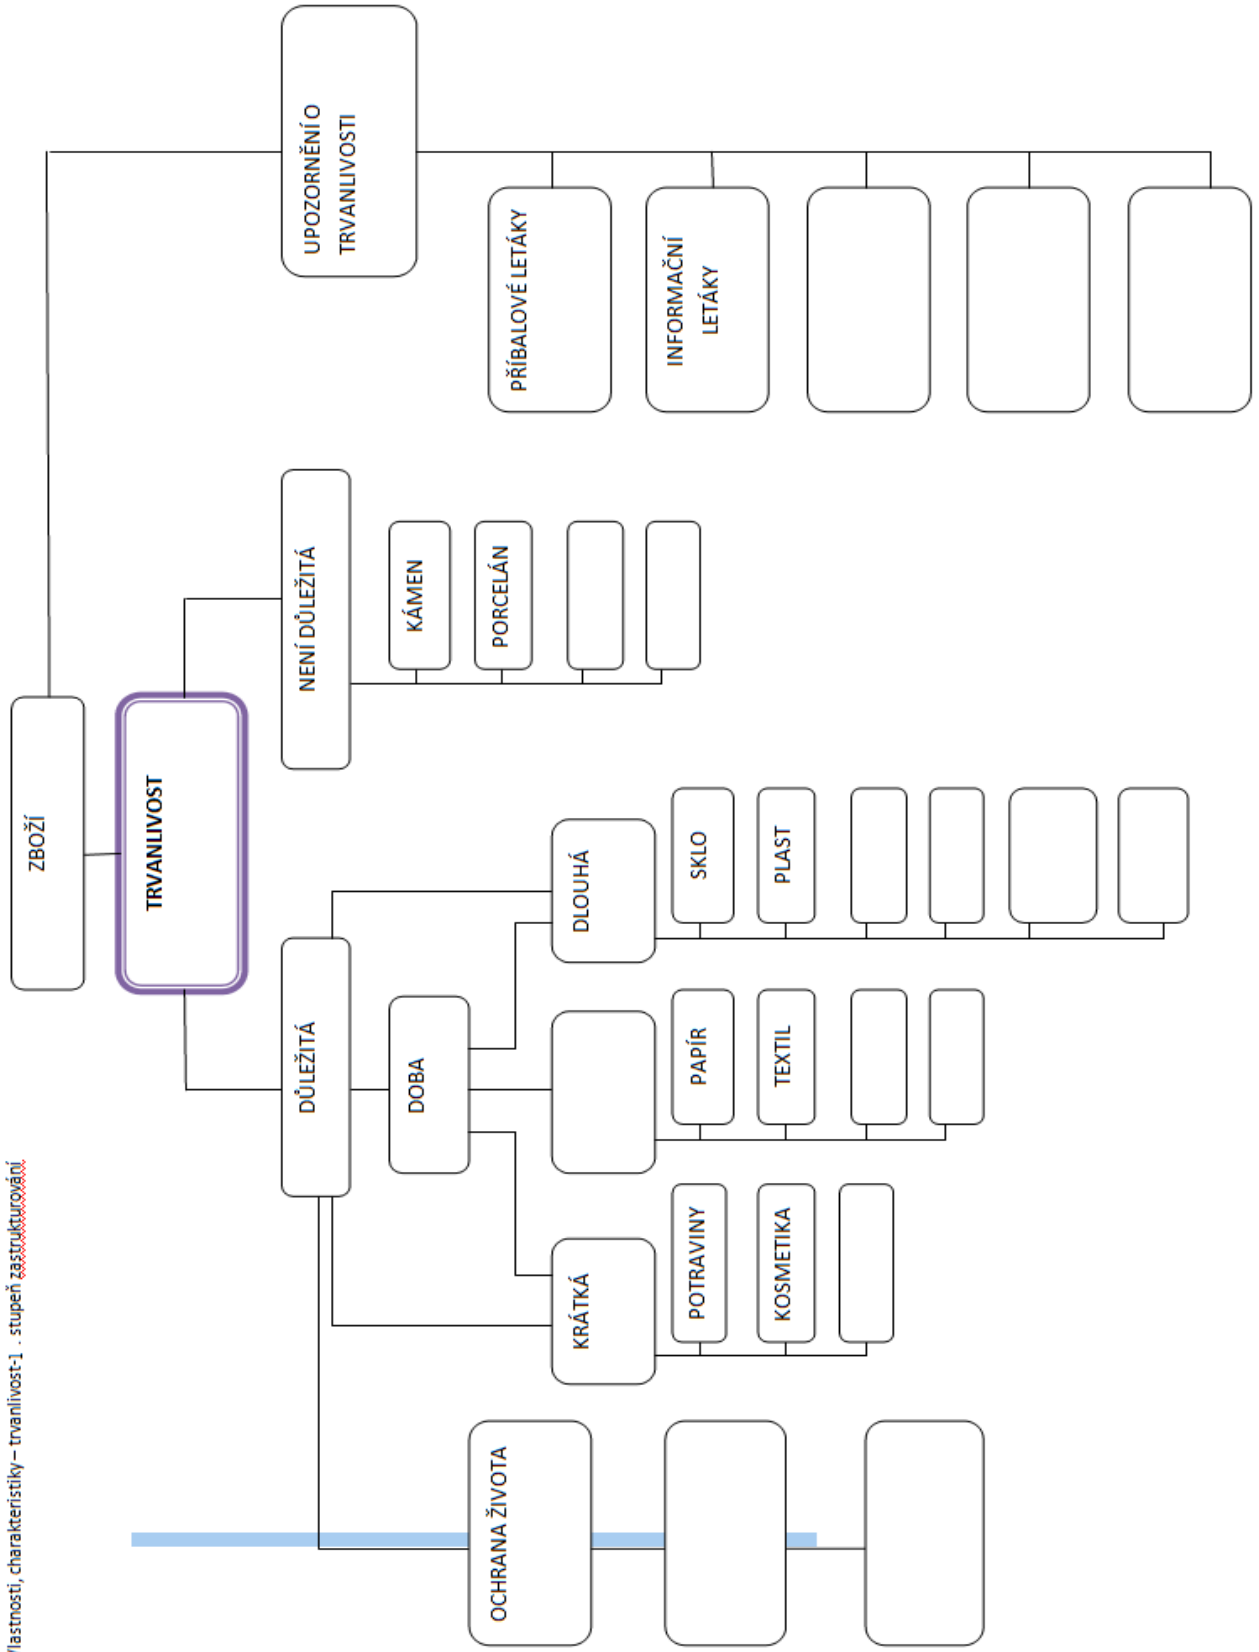 Vlastnosti, charakteristiky – trvanlivost-1 . stupeň zastrukturování
ZBOŽÍ
TRVANLIVOST
DŮLEŽITÁ
NENÍ DŮLEŽITÁ
UPOZORNĚNÍ O
TRVANLIVOSTI
DOBA
OCHRANA ŽIVOTA
KRÁTKÁ
DLOUHÁ
POTRAVINY
KOSMETIKA
PAPÍR
TEXTIL
SKLO
PLAST
KÁMEN
PORCELÁN
PŘÍBALOVÉ LETÁKY
INFORMAČNÍ
LETÁKY